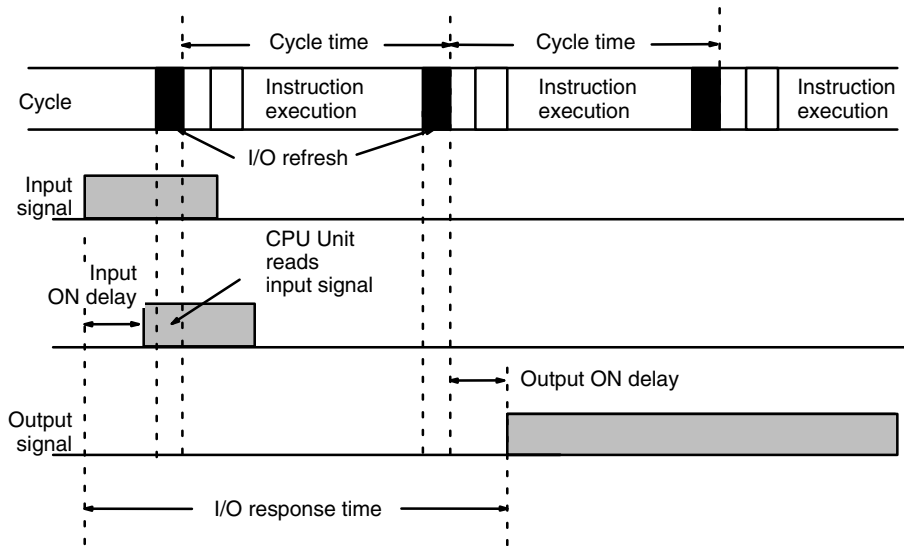 Cycle time
Cycle time
Cycle
Instruction
execution
Instruction
execution
Instruction
execution
I/O refresh
Input
signal
CPU Unit
reads
input signal
Input
ON delay
Output ON delay
Output
signal
I/O response time